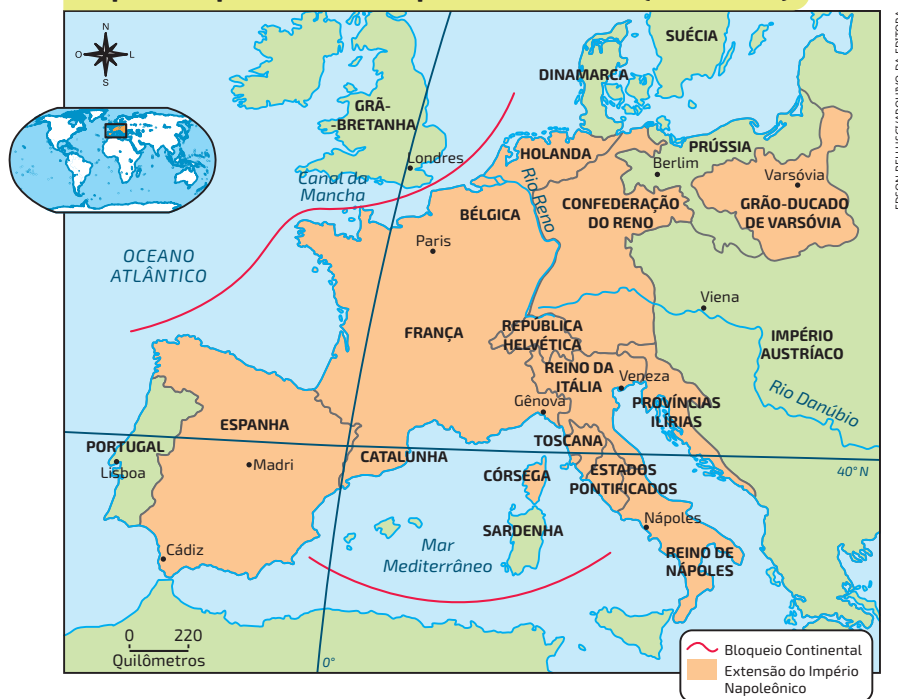 N
O
L
S
SUÉCIA
DINAMARCA
GRÃ-
-BRETANHA
Londres
Canal da
Mancha
HOLANDA
Rio Reno
PRÚSSIA
Berlim
Varsóvia
GRÃO-DUCADO
DE VARSÓVIA
CONFEDERAÇÃO
DO RENO
BÉLGICA
Paris
OCEANO
ATLÂNTICO
Viena
FRANÇA
REPÚBLICA
HELVÉTICA
IMPÉRIO
AUSTRÍACO
REINO DA
ITÁLIA
Veneza
Rio Danúbio
Gênova
PROVÍNCIAS
ILÍRIAS
ESPANHA
PORTUGAL
Lisboa
Madri
CATALUNHA
TOSCANA
40° N
CÓRSEGA
ESTADOS
PONTIFICADOS
SARDENHA
Nápoles
Cádiz
Mar
Mediterrâneo
REINO DE
NÁPOLES
0 220
Quilômetros
0°
Bloqueio Continental
Extensão do Império
Napoleônico